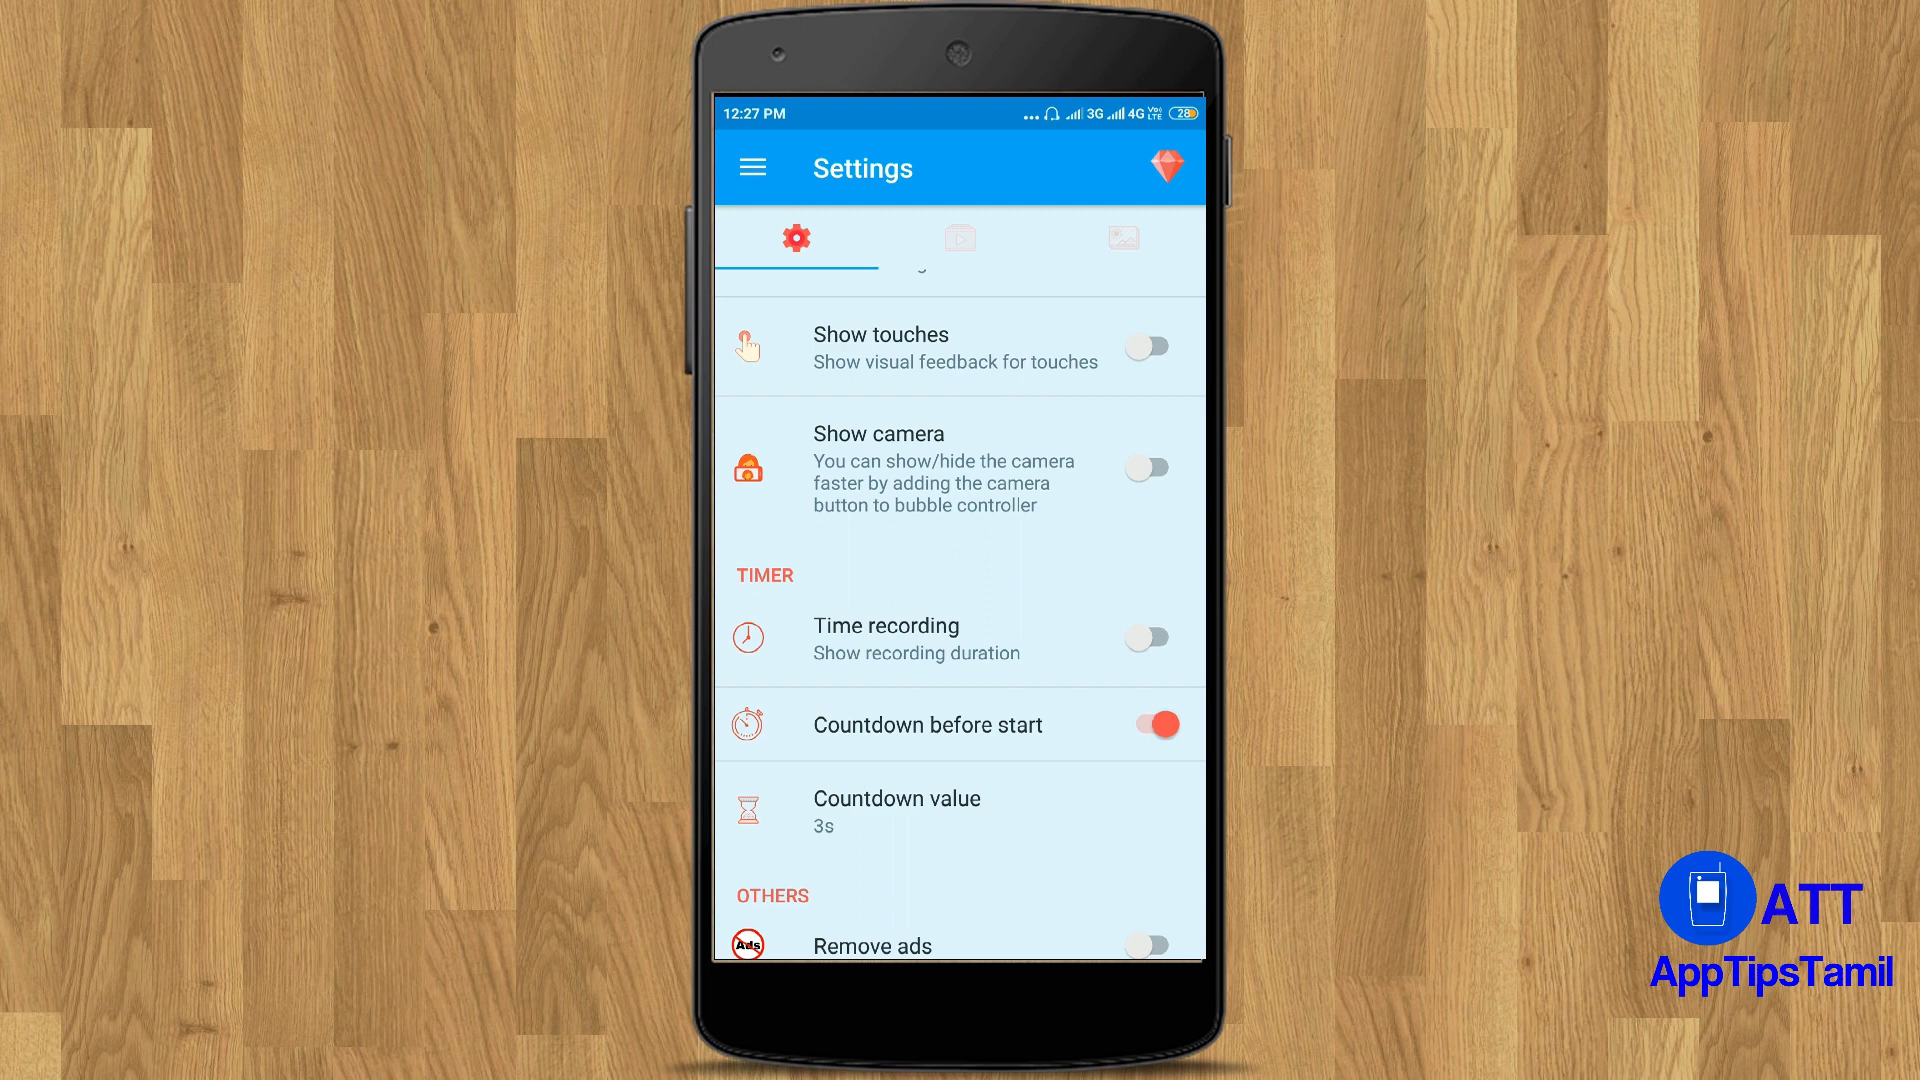 12:27 PM
... 3G 4G Vo) LTE 28
Settings
Show touches
Show visual feedback for touches
Show camera
You can show/hide the camera
faster by adding the camera
button to bubble controller
TIMER
Time recording
Show recording duration
Countdown before start
Countdown value
3s
OTHERS
Ads
Remove ads
ATT
AppTipsTamil